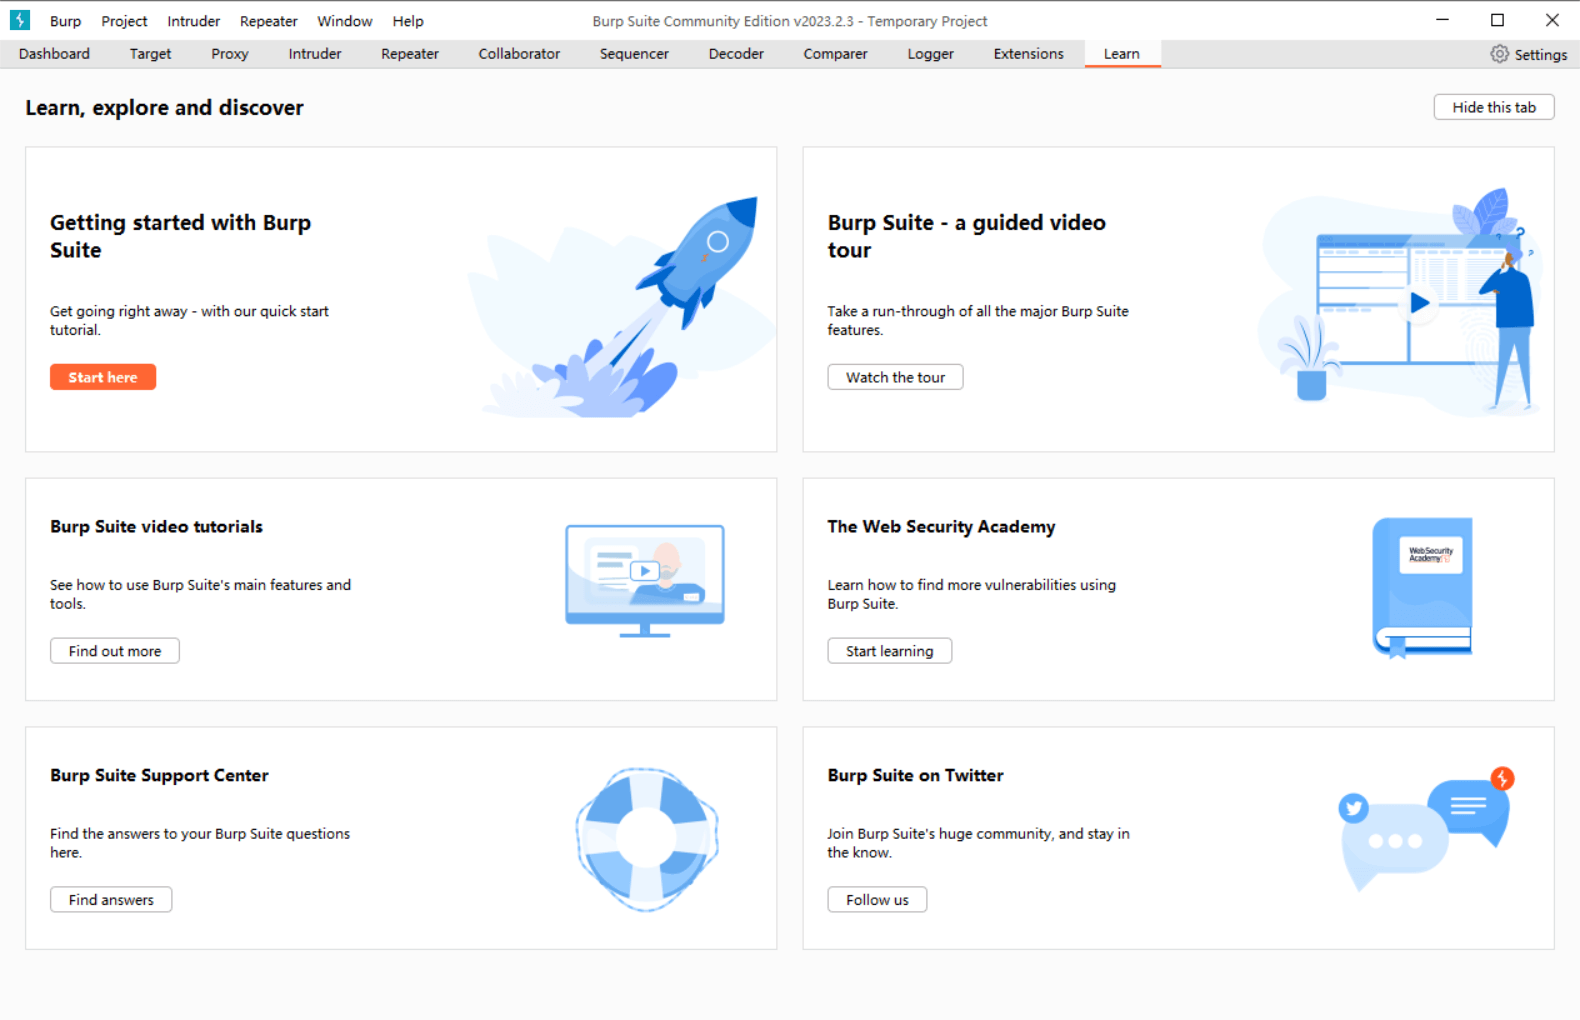 Burp Project Intruder Repeater Window Help Burp Suite Community Edition v2023.2.3 - Temporary Project
Dashboard Target Proxy Intruder Repeater Collaborator Sequencer Decoder Comparer Logger Extensions Learn Settings
Learn, explore and discover
Hide this tab
Getting started with Burp
Suite
Get going right away - with our quick start
tutorial.
Start here
Burp Suite - a guided video
tour
Take a run-through of all the major Burp Suite
features.
Watch the tour
Burp Suite video tutorials
See how to use Burp Suite's main features and
tools.
Find out more
The Web Security Academy
Learn how to find more vulnerabilities using
Burp Suite.
Start learning
WebSecurity
Academy
Burp Suite Support Center
Find the answers to your Burp Suite questions
here.
Find answers
Burp Suite on Twitter
Join Burp Suite's huge community, and stay in
the know.
Follow us